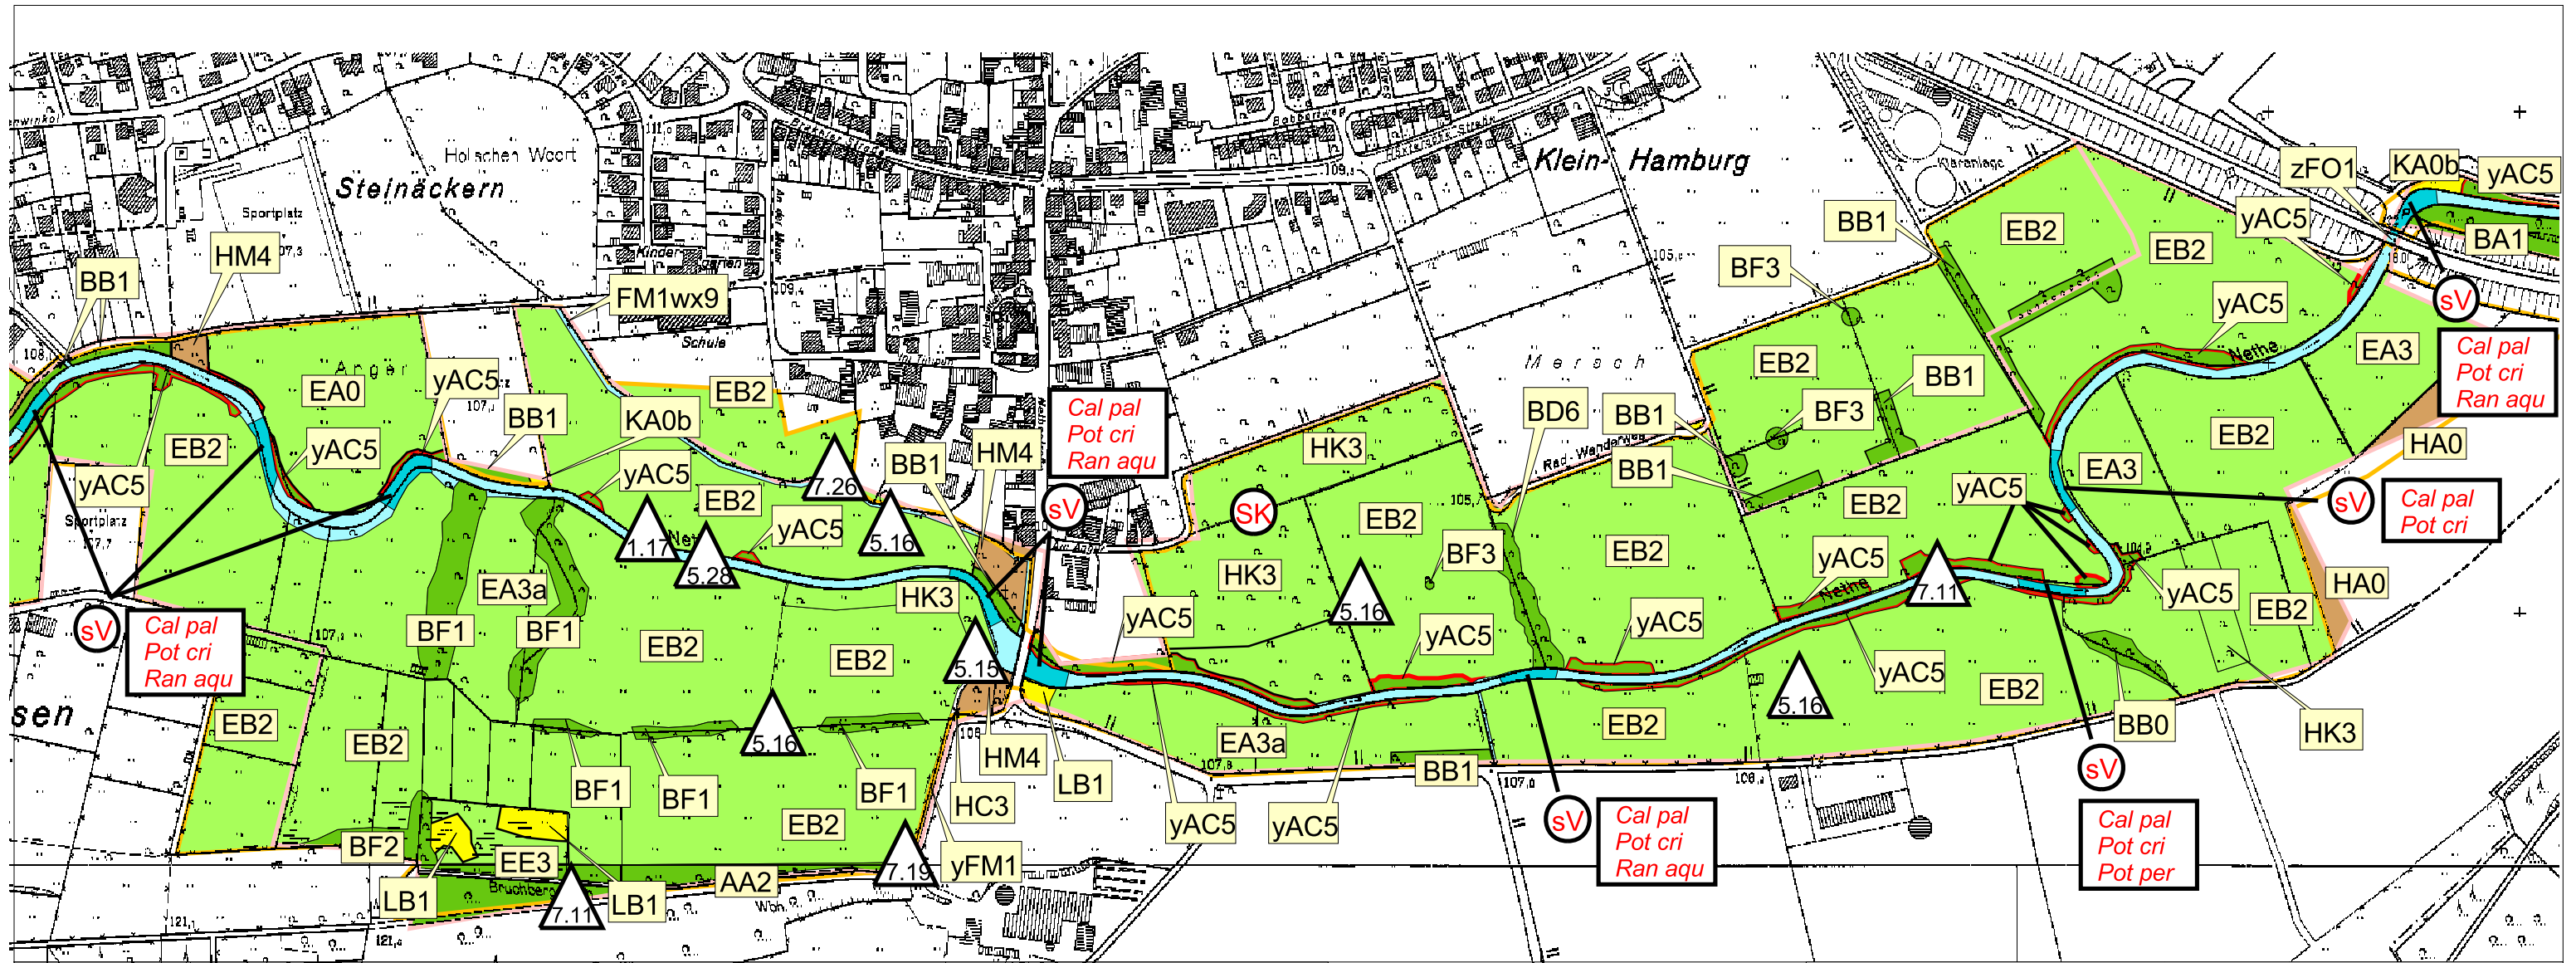 Klein- Hamburg
Kläranlage
zFO1
KA0b
yAC5
Holschen Woort
Steinäckern
Sportplatz
BB1
HM4
FM1wx9
Schule
BB1
EB2
EB2
yAC5
BA1
BF3
sV
Cal pal
Pot cri
Ran aqu
yAC5
Nethe
EA3
Anger
EA0
yAC5
BB1
KA0b
EB2
Mersch
EB2
BB1
BF3
BD6
BB1
BB1
EB2
HA0
EA3
Cal pal
Pot cri
Ran aqu
HK3
Rad-Wanderweg
EB2
yAC5
yAC5
yAC5
EB2
7.26
BB1
HM4
sV
SK
EB2
EB2
yAC5
sV
Cal pal
Pot cri
Sportplatz
107,7
1.17
5.28
yAC5
5.16
Am Anger
HK3
BF3
EB2
yAC5
Nethe
7.11
yAC5
EB2
HA0
EA3a
HK3
5.16
sV
Cal pal
Pot cri
Ran aqu
BF1
BF1
EB2
EB2
5.15
yAC5
yAC5
yAC5
yAC5
sen
EB2
EB2
5.16
EA3a
EB2
5.16
EB2
BB0
HK3
BF1
BF1
BF1
HM4
HC3
LB1
BB1
sV
EB2
yAC5
yAC5
sV
Cal pal
Pot cri
Ran aqu
Cal pal
Pot cri
Pot per
BF2
EE3
7.19
yFM1
LB1
Bruchberg
7.11
LB1
AA2
Wbh.